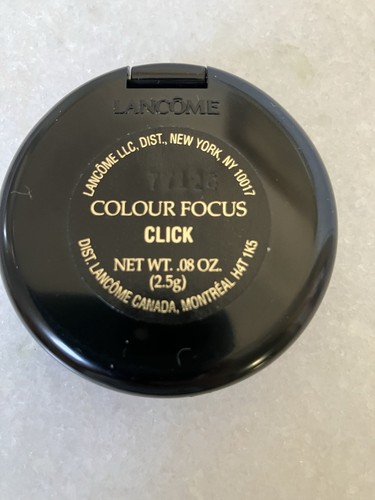 LANCÔME
LANCÔME LLC, DIST., NEW YORK, NY 10017
COLOUR FOCUS
CLICK
NET WT. .08 OZ.
(2.5g)
DIST. LANCÔME CANADA, MONTRÉAL H4T 1K5